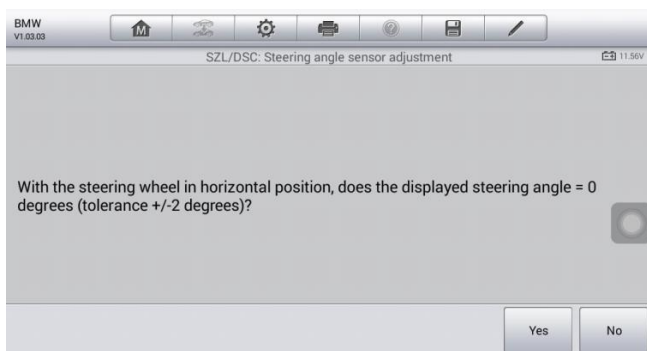 BMW
V1.03.03
M
SZL/DSC: Steering angle sensor adjustment
11.56V
With the steering wheel in horizontal position, does the displayed steering angle = 0
degrees (tolerance +/-2 degrees)?
Yes
No